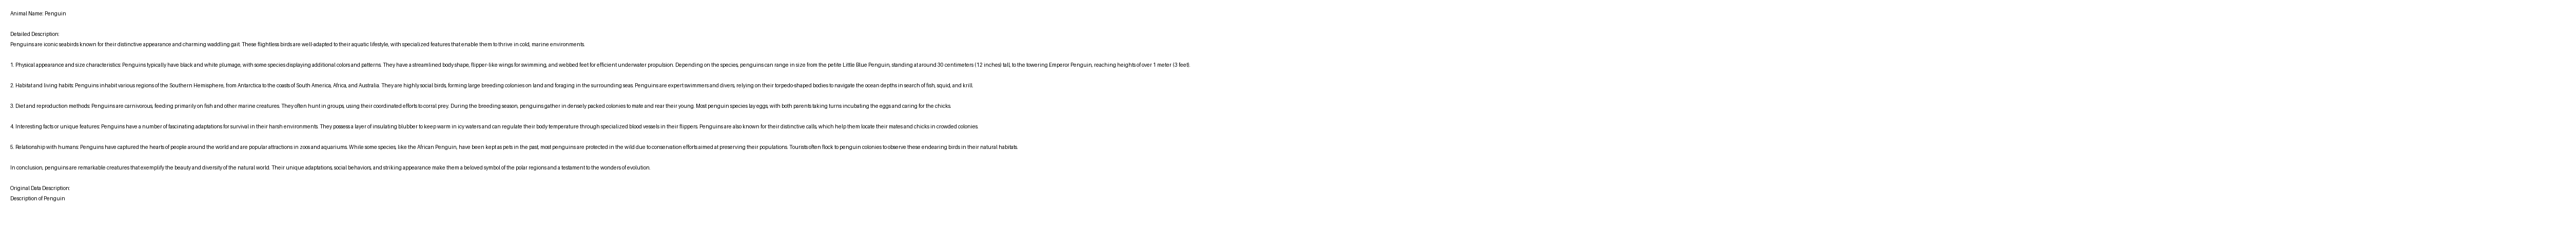 Animal Name: Penguin
Detailed Description:
Penguins are iconic seabirds known for their distinctive appearance and charming waddling gait. These flightless birds are well-adapted to their aquatic lifestyle, with specialized features that enable them to thrive in cold, marine environments.
1. Physical appearance and size characteristics: Penguins typically have black and white plumage, with some species displaying additional colors and patterns. They have a streamlined body shape, flipper-like wings for swimming, and webbed feet for efficient underwater propulsion. Depending on the species, penguins can range in size from the petite Little Blue Penguin, standing at around 30 centimeters (12 inches) tall, to the towering Emperor Penguin, reaching heights of over 1 meter (3 feet).
2. Habitat and living habits: Penguins inhabit various regions of the Southern Hemisphere, from Antarctica to the coasts of South America, Africa, and Australia. They are highly social birds, forming large breeding colonies on land and foraging in the surrounding seas. Penguins are expert swimmers and divers, relying on their torpedo-shaped bodies to navigate the ocean depths in search of fish, squid, and krill.
3. Diet and reproduction methods: Penguins are carnivorous, feeding primarily on fish and other marine creatures. They often hunt in groups, using their coordinated efforts to corral prey. During the breeding season, penguins gather in densely packed colonies to mate and rear their young. Most penguin species lay eggs, with both parents taking turns incubating the eggs and caring for the chicks.
4. Interesting facts or unique features: Penguins have a number of fascinating adaptations for survival in their harsh environments. They possess a layer of insulating blubber to keep warm in icy waters and can regulate their body temperature through specialized blood vessels in their flippers. Penguins are also known for their distinctive calls, which help them locate their mates and chicks in crowded colonies.
5. Relationship with humans: Penguins have captured the hearts of people around the world and are popular attractions in zoos and aquariums. While some species, like the African Penguin, have been kept as pets in the past, most penguins are protected in the wild due to conservation efforts aimed at preserving their populations. Tourists often flock to penguin colonies to observe these endearing birds in their natural habitats.
In conclusion, penguins are remarkable creatures that exemplify the beauty and diversity of the natural world. Their unique adaptations, social behaviors, and striking appearance make them a beloved symbol of the polar regions and a testament to the wonders of evolution.
Original Data Description:
Description of Penguin